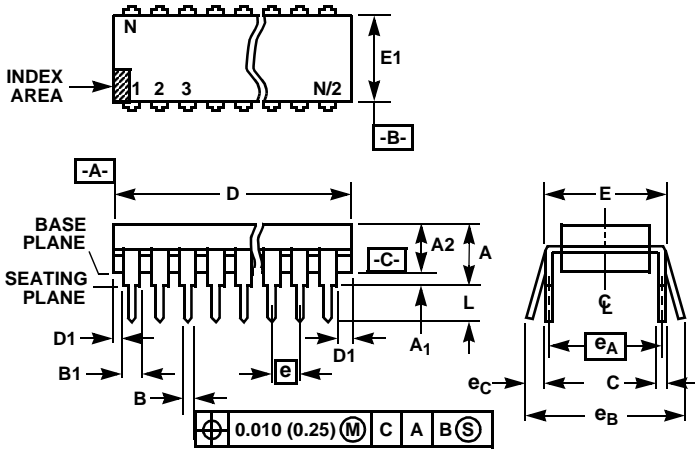 N
E1
INDEX
AREA
1 2 3 N/2
-B-
-A-
D
E
BASE
PLANE
A2
A
-C-
SEATING
PLANE
L
C
L
D1
A1
D1
eA
B1
e
eC
C
B
eB
0.010 (0.25) M C A B S